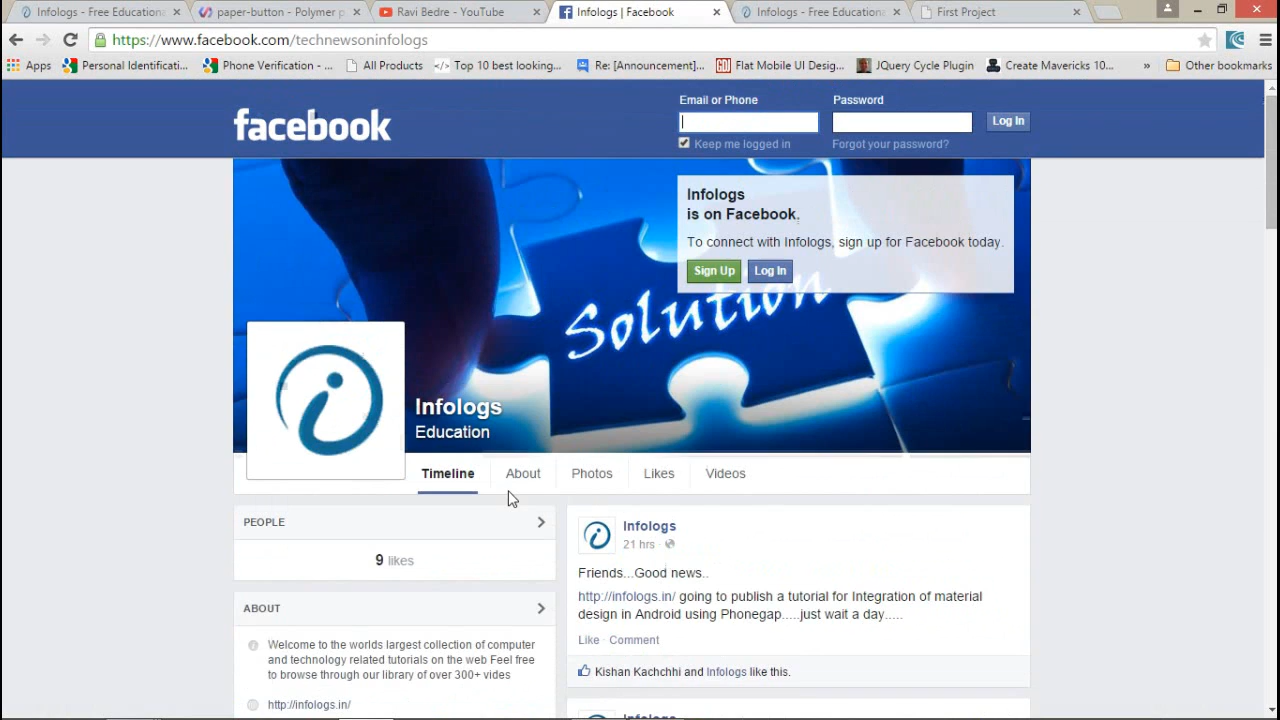 Infologs - Free Educationa
paper-button - Polymer p
Ravi Bedre - YouTube
Infologs | Facebook
Infologs - Free Educationa
First Project
https://www.facebook.com/technewsoninfologs
Apps
Personal Identificati...
Phone Verification - ...
All Products
</> Top 10 best looking...
Re: [Announcement]...
Flat Mobile UI Desig...
JQuery Cycle Plugin
Create Mavericks 10...
»
Other bookmarks
facebook
Email or Phone
Password
Log In
Keep me logged in
Forgot your password?
Infologs
is on Facebook.
To connect with Infologs, sign up for Facebook today.
Sign Up
Log In
Solution
Infologs
Education
Timeline
About
Photos
Likes
Videos
PEOPLE
9 likes
ABOUT
Welcome to the worlds largest collection of computer
and technology related tutorials on the web Feel free
to browse through our library of over 300+ vides
http://infologs.in/
Infologs
21 hrs ·
Friends...Good news..
http://infologs.in/ going to publish a tutorial for Integration of material
design in Android using Phonegap.....just wait a day.....
Like · Comment
Kishan Kachchhi and Infologs like this.
Infologs